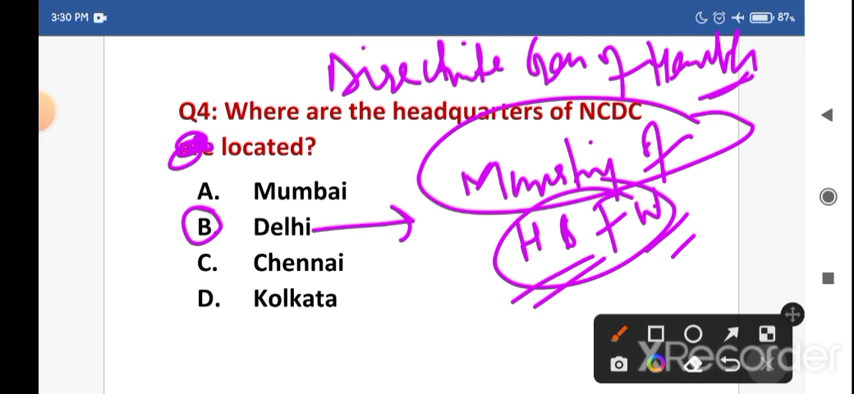 3:30 PM 87%
Directorate Gen of Health
Q4: Where are the headquarters of NCDC
located?
Ministry of
H & F W
A. Mumbai
B. Delhi
C. Chennai
D. Kolkata
XRecorder